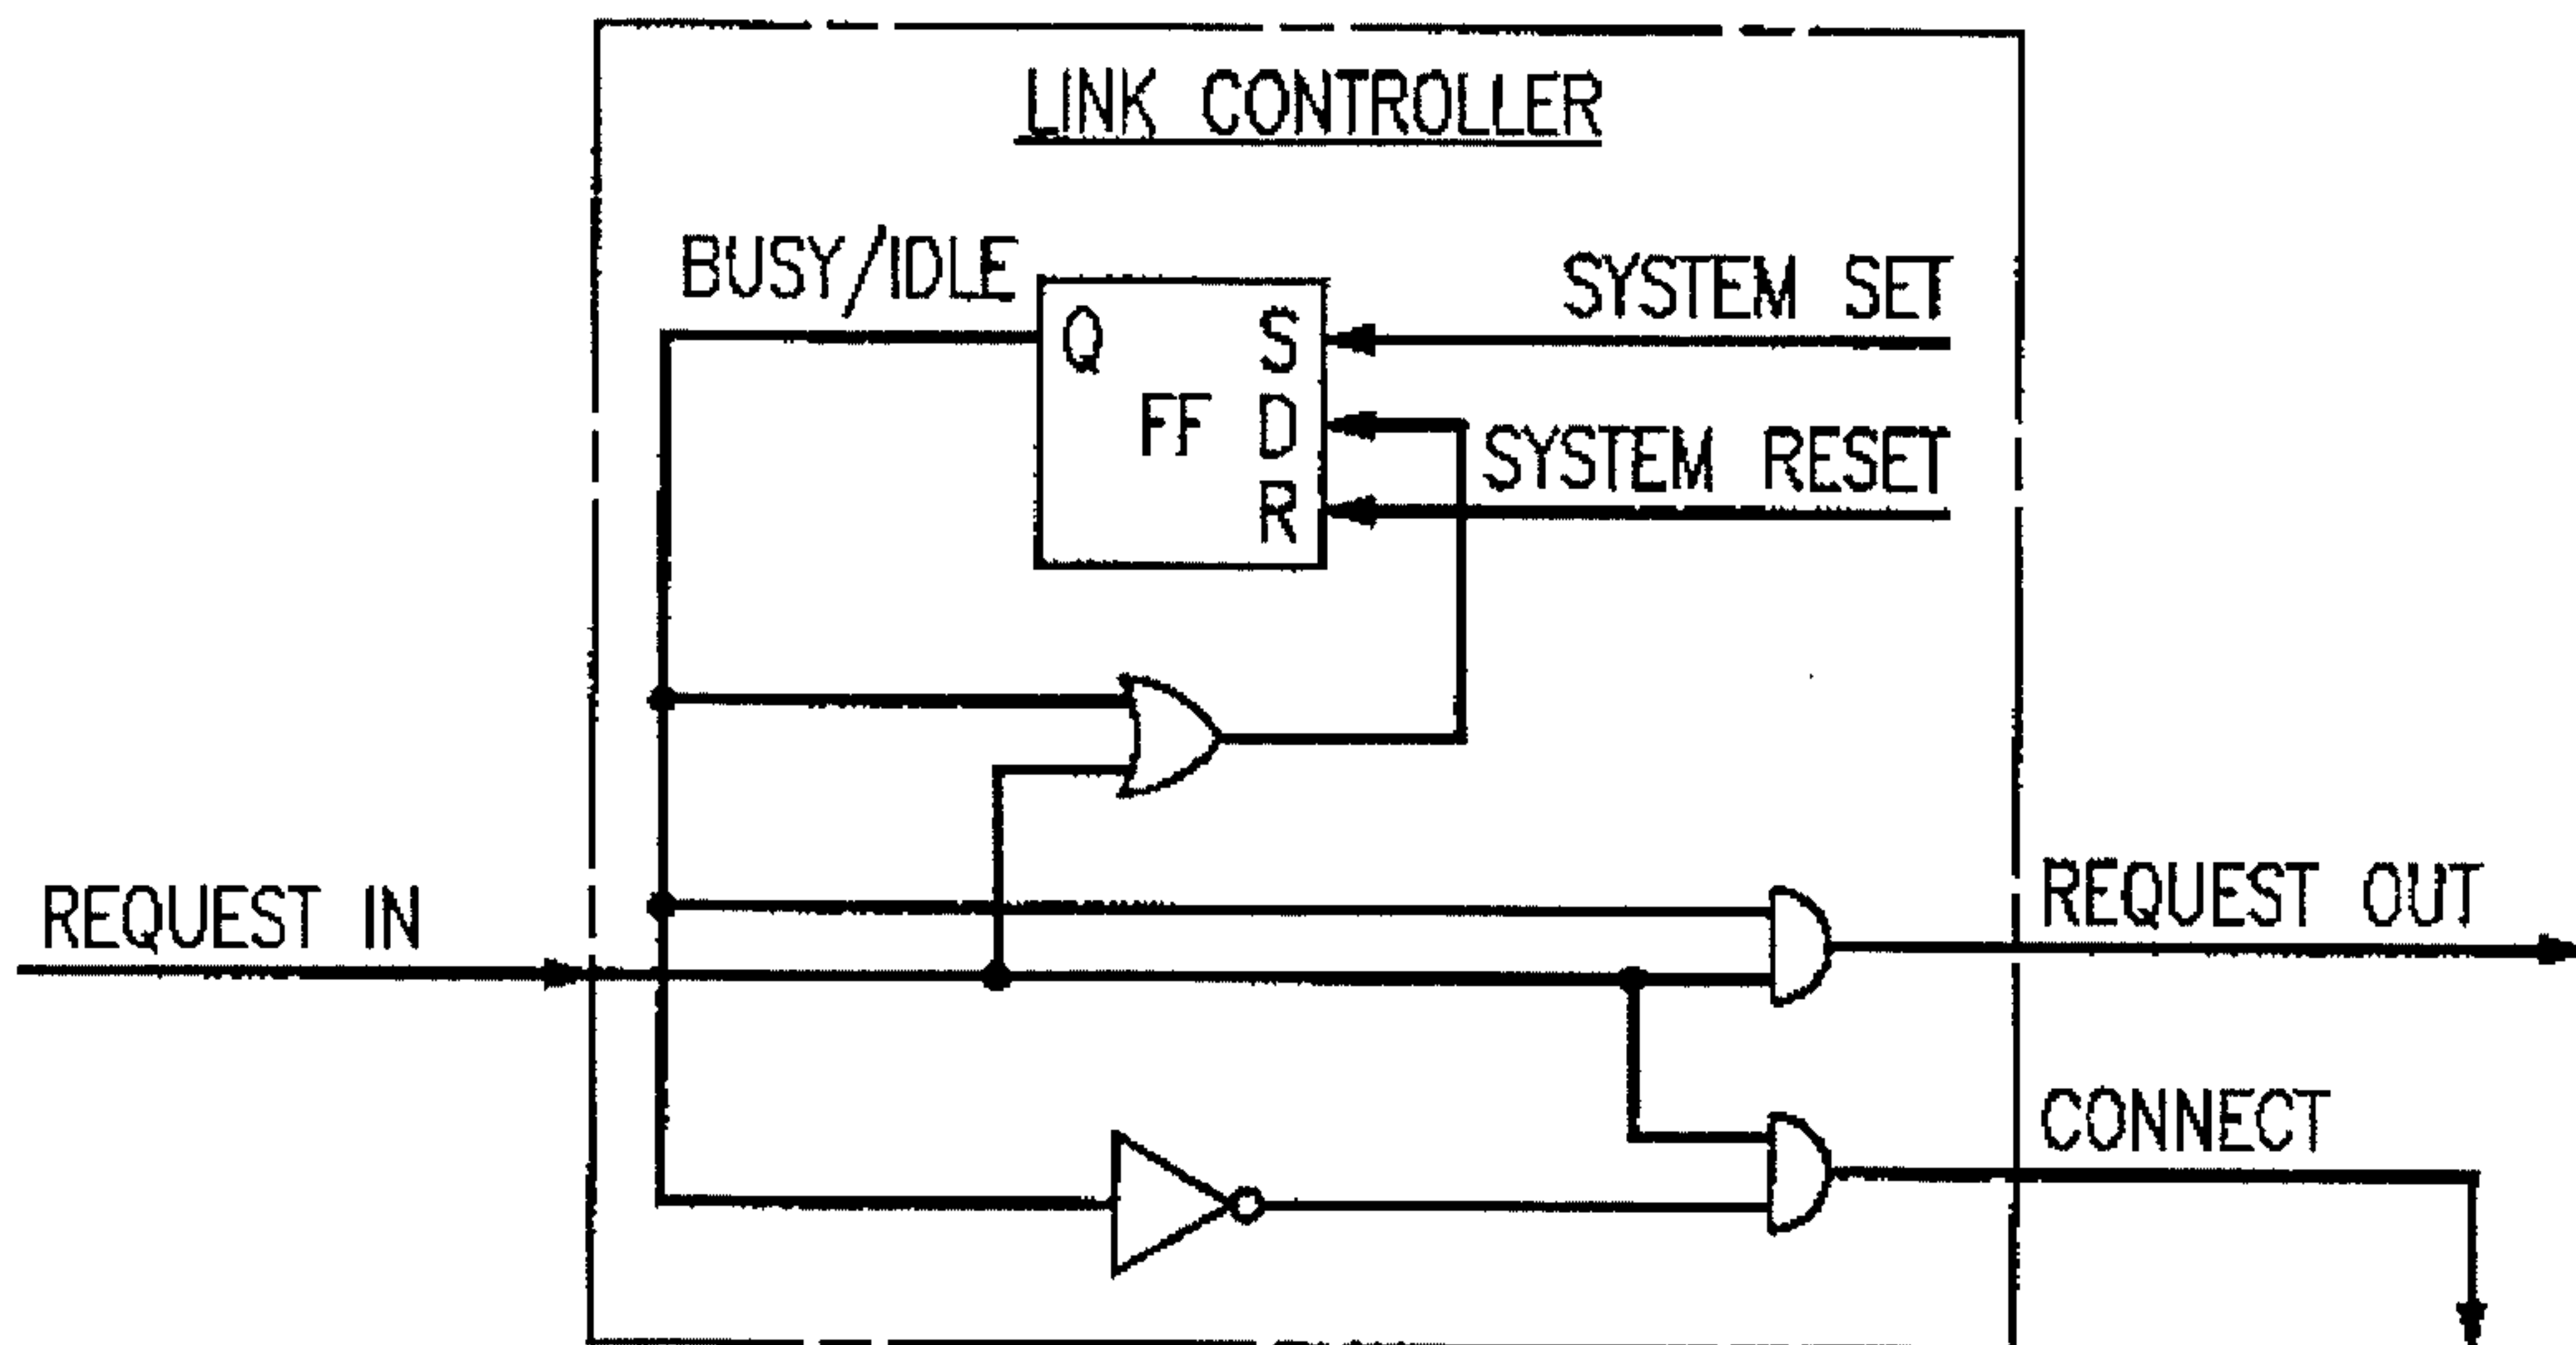 LINK CONTROLLER
BUSY/IDLE
SYSTEM SET
Q
S
FF
D
SYSTEM RESET
R
REQUEST IN
REQUEST OUT
CONNECT